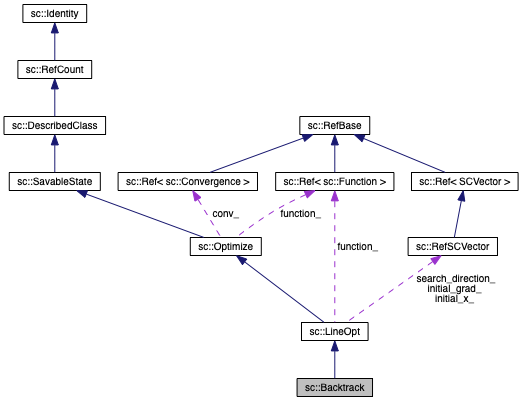 sc::Identity
sc::RefCount
sc::DescribedClass
sc::RefBase
sc::SavableState
sc::Ref< sc::Convergence >
sc::Ref< sc::Function >
sc::Ref< SCVector >
conv_
function_
sc::Optimize
function_
sc::RefSCVector
search_direction_
initial_grad_
initial_x_
sc::LineOpt
sc::Backtrack